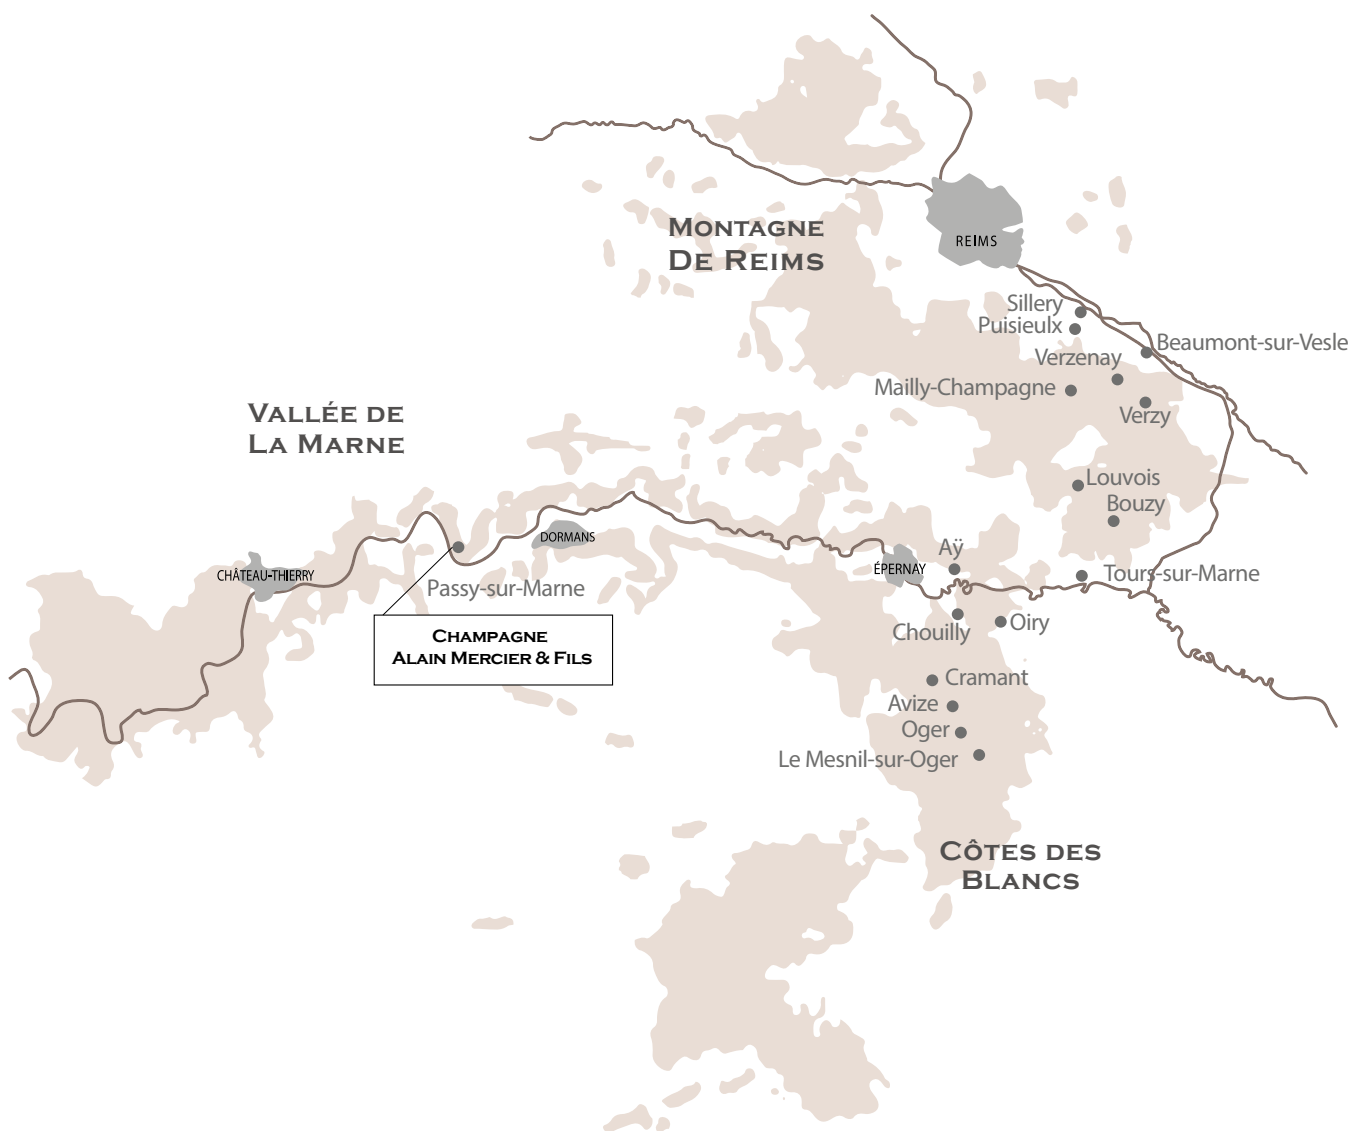 MONTAGNE
DE REIMS
REIMS
Sillery
Puisieulx
Beaumont-sur-Vesle
Verzenay
Mailly-Champagne
Verzy
VALLÉE DE
LA MARNE
Louvois
Bouzy
DORMANS
Aÿ
ÉPERNAY
CHÂTEAU-THIERRY
Tours-sur-Marne
Passy-sur-Marne
CHAMPAGNE
ALAIN MERCIER & FILS
Chouilly
Oiry
Cramant
Avize
Oger
Le Mesnil-sur-Oger
CÔTES DES
BLANCS